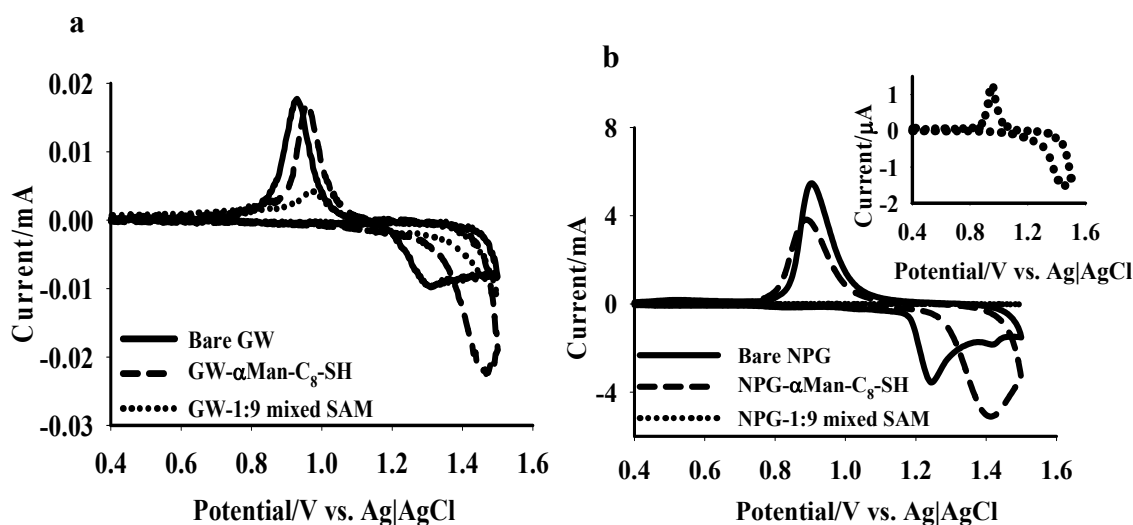 a
0.02
0.01
0.00
-0.01
-0.02
-0.03
Current/mA
Bare GW
GW-αMan-C₈-SH
GW-1:9 mixed SAM
0.4 0.6 0.8 1.0 1.2 1.4 1.6
Potential/V vs. Ag|AgCl
b
8
4
0
-4
Current/mA
Bare NPG
NPG-αMan-C₈-SH
NPG-1:9 mixed SAM
0.4 0.6 0.8 1.0 1.2 1.4 1.6
Potential/V vs. Ag|AgCl
1
0
-1
-2
Current/μA
0.4 0.8 1.2 1.6
Potential/V vs. Ag|AgCl